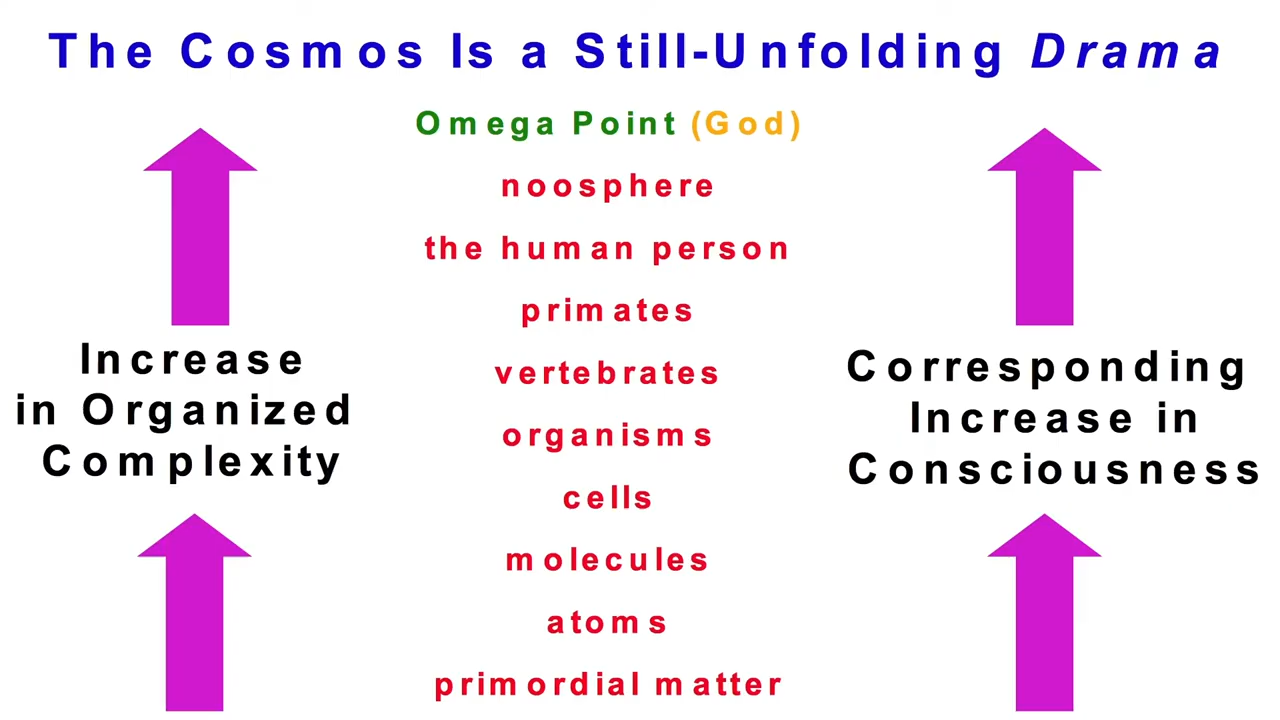 The Cosmos Is a Still-Unfolding Drama
Omega Point (God)
noosphere
the human person
primates
vertebrates
organisms
cells
molecules
atoms
primordial matter
Increase
in Organized
Complexity
Corresponding
Increase in
Consciousness